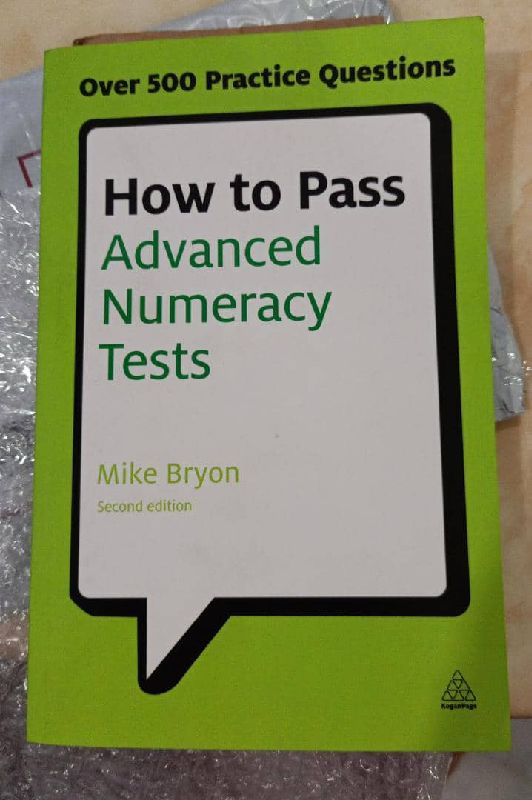 Over 500 Practice Questions
How to Pass
Advanced
Numeracy
Tests
Mike Bryon
Second edition
KoganPage